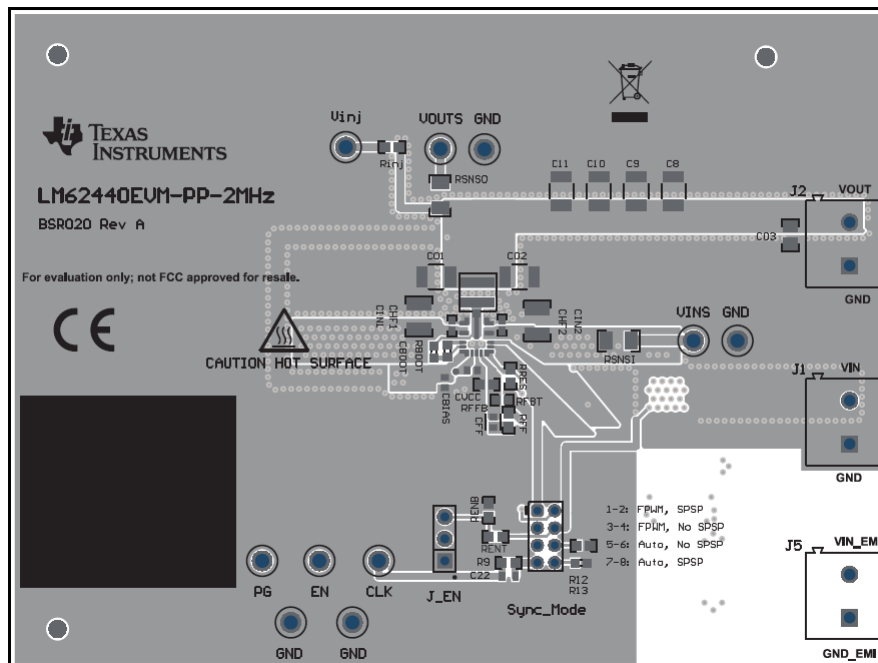 TEXAS
INSTRUMENTS
LM62440EVM-PP-2MHz
BSR020 Rev A
For evaluation only; not FCC approved for resale.
CE
CAUTION HOT SURFACE
Vinj
VOUTS
GND
Rinj
RSNSO
C11
C10
C9
C8
J2
VOUT
CO3
GND
CO1
CO2
CIN1
CHF1
CIN2
CHF2
VINS
GND
RSNSI
CBOOT
RBOOT
J1
VIN
CBIAS
CVCC
RFFB
RRES
RFBT
CFF
RFF
GND
RENB
RENT
1-2: FPWM, SPSP
3-4: FPWM, No SPSP
5-6: Auto, No SPSP
7-8: Auto, SPSP
J5
VIN_EM
R9
C22
R12
R13
PG
EN
CLK
J_EN
Sync_Mode
GND
GND
GND_EMI